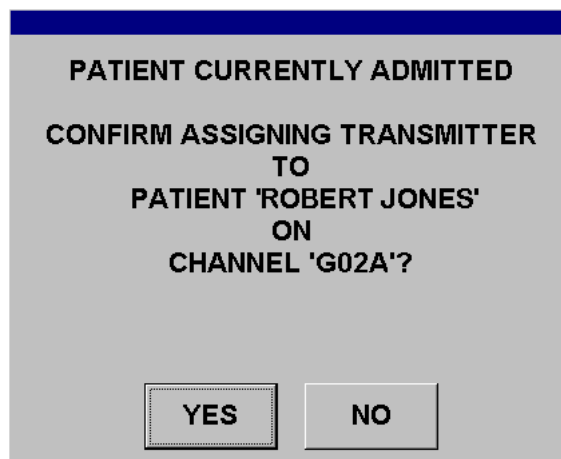 PATIENT CURRENTLY ADMITTED
CONFIRM ASSIGNING TRANSMITTER
TO
PATIENT 'ROBERT JONES'
ON
CHANNEL 'G02A'?
YES NO